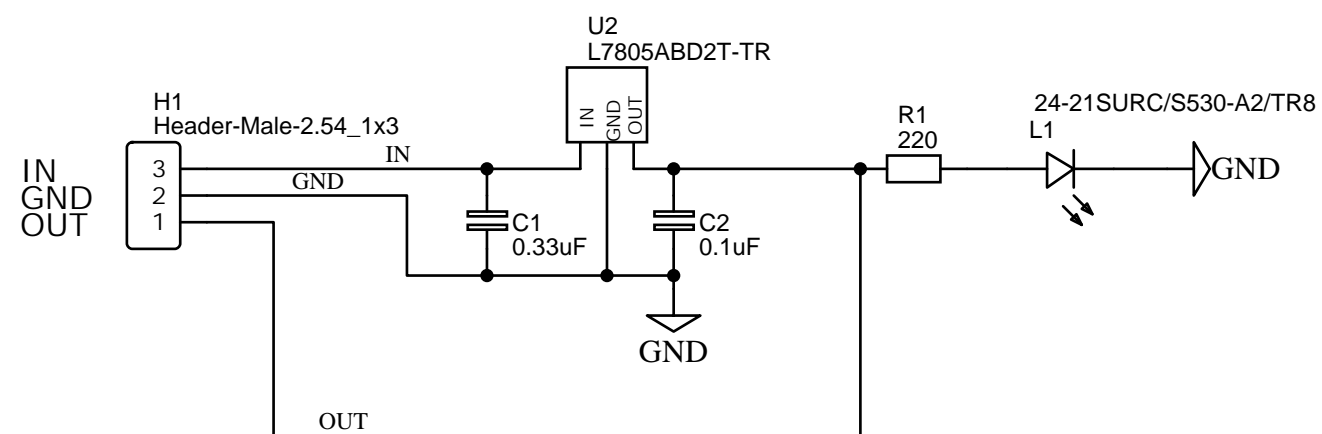 U2
L7805ABD2T-TR
IN
GND
OUT
H1
Header-Male-2.54_1x3
IN
GND
OUT
3
2
1
IN
GND
C1
0.33uF
C2
0.1uF
GND
R1
220
24-21SURC/S530-A2/TR8
L1
GND
OUT